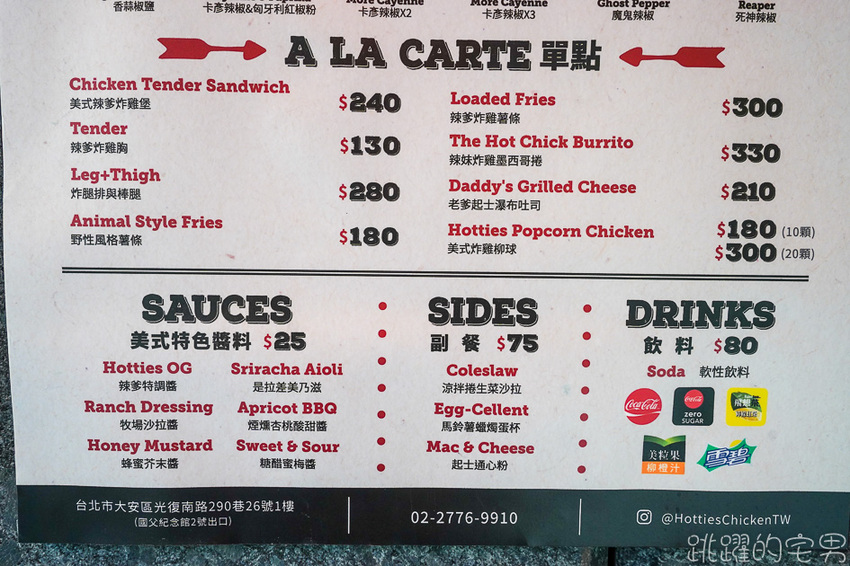 More Cayenne
More Cayenne
Ghost Pepper
Reaper
香蒜椒鹽
卡彥辣椒&匈牙利紅椒粉
卡彥辣椒X2
卡彥辣椒X3
魔鬼辣椒
死神辣椒
A LA CARTE 單點
Chicken Tender Sandwich $240
美式辣爹炸雞堡
Tender $130
辣爹炸雞胸
Leg+Thigh $280
炸腿排與棒腿
Animal Style Fries $180
野性風格薯條
Loaded Fries $300
辣爹炸雞薯條
The Hot Chick Burrito $330
辣妹炸雞墨西哥捲
Daddy's Grilled Cheese $210
老爹起士瀑布吐司
Hotties Popcorn Chicken $180 (10顆)
美式炸雞柳球 $300 (20顆)
SAUCES
美式特色醬料 $25
Hotties OG
辣爹特調醬
Sriracha Aioli
是拉差美乃滋
Ranch Dressing
牧場沙拉醬
Apricot BBQ
煙燻杏桃酸甜醬
Honey Mustard
蜂蜜芥末醬
Sweet & Sour
糖醋蜜梅醬
SIDES
副 餐 $75
Coleslaw
涼拌捲生菜沙拉
Egg-Cellent
馬鈴薯蠟燭蛋杯
Mac & Cheese
起士通心粉
DRINKS
飲 料 $80
Soda 軟性飲料
Coca-Cola
Coca-Cola
zero
SUGAR
美粒果
柳橙汁
雪碧
台北市大安區光復南路290巷26號1樓
(國父紀念館2號出口)
02-2776-9910
@HottiesChickenTW
跳躍的宅男